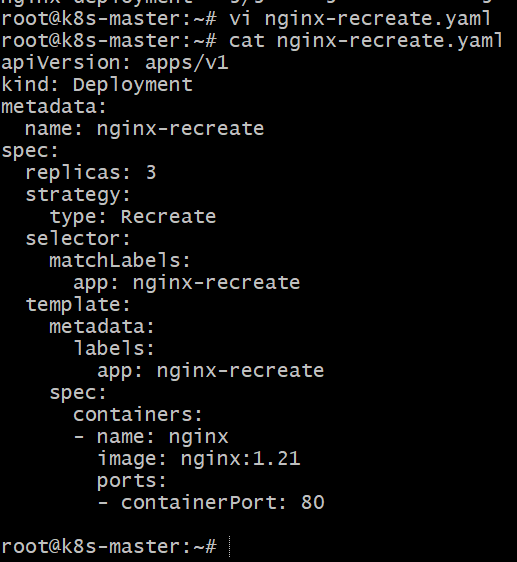 root@k8s-master:~# vi nginx-recreate.yaml
root@k8s-master:~# cat nginx-recreate.yaml
apiVersion: apps/v1
kind: Deployment
metadata:
  name: nginx-recreate
spec:
  replicas: 3
  strategy:
    type: Recreate
  selector:
    matchLabels:
      app: nginx-recreate
  template:
    metadata:
      labels:
        app: nginx-recreate
    spec:
      containers:
      - name: nginx
        image: nginx:1.21
        ports:
        - containerPort: 80
root@k8s-master:~#